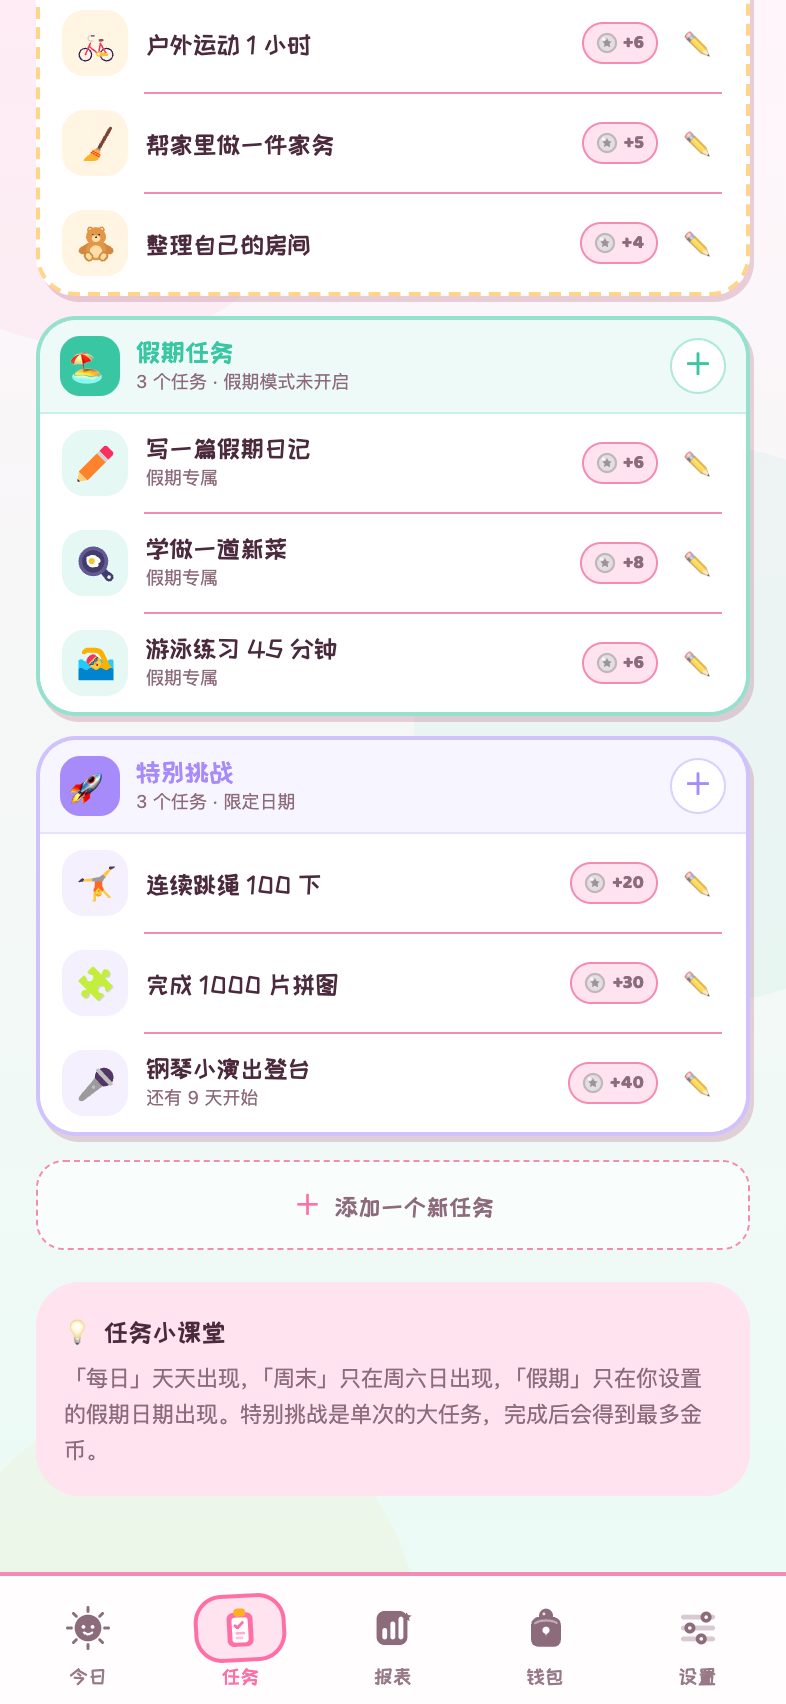 户外运动 1 小时
+6
帮家里做一件家务
+5
整理自己的房间
+4
假期任务
3 个任务 · 假期模式未开启
写一篇假期日记
假期专属
+6
学做一道新菜
假期专属
+8
游泳练习 45 分钟
假期专属
+6
特别挑战
3 个任务 · 限定日期
连续跳绳 100 下
+20
完成 1000 片拼图
+30
钢琴小演出登台
还有 9 天开始
+40
+ 添加一个新任务
任务小课堂
「每日」天天出现，「周末」只在周六日出现，「假期」只在你设置
的假期日期出现。特别挑战是单次的大任务，完成后会得到最多金
币。
今日
任务
报表
钱包
设置